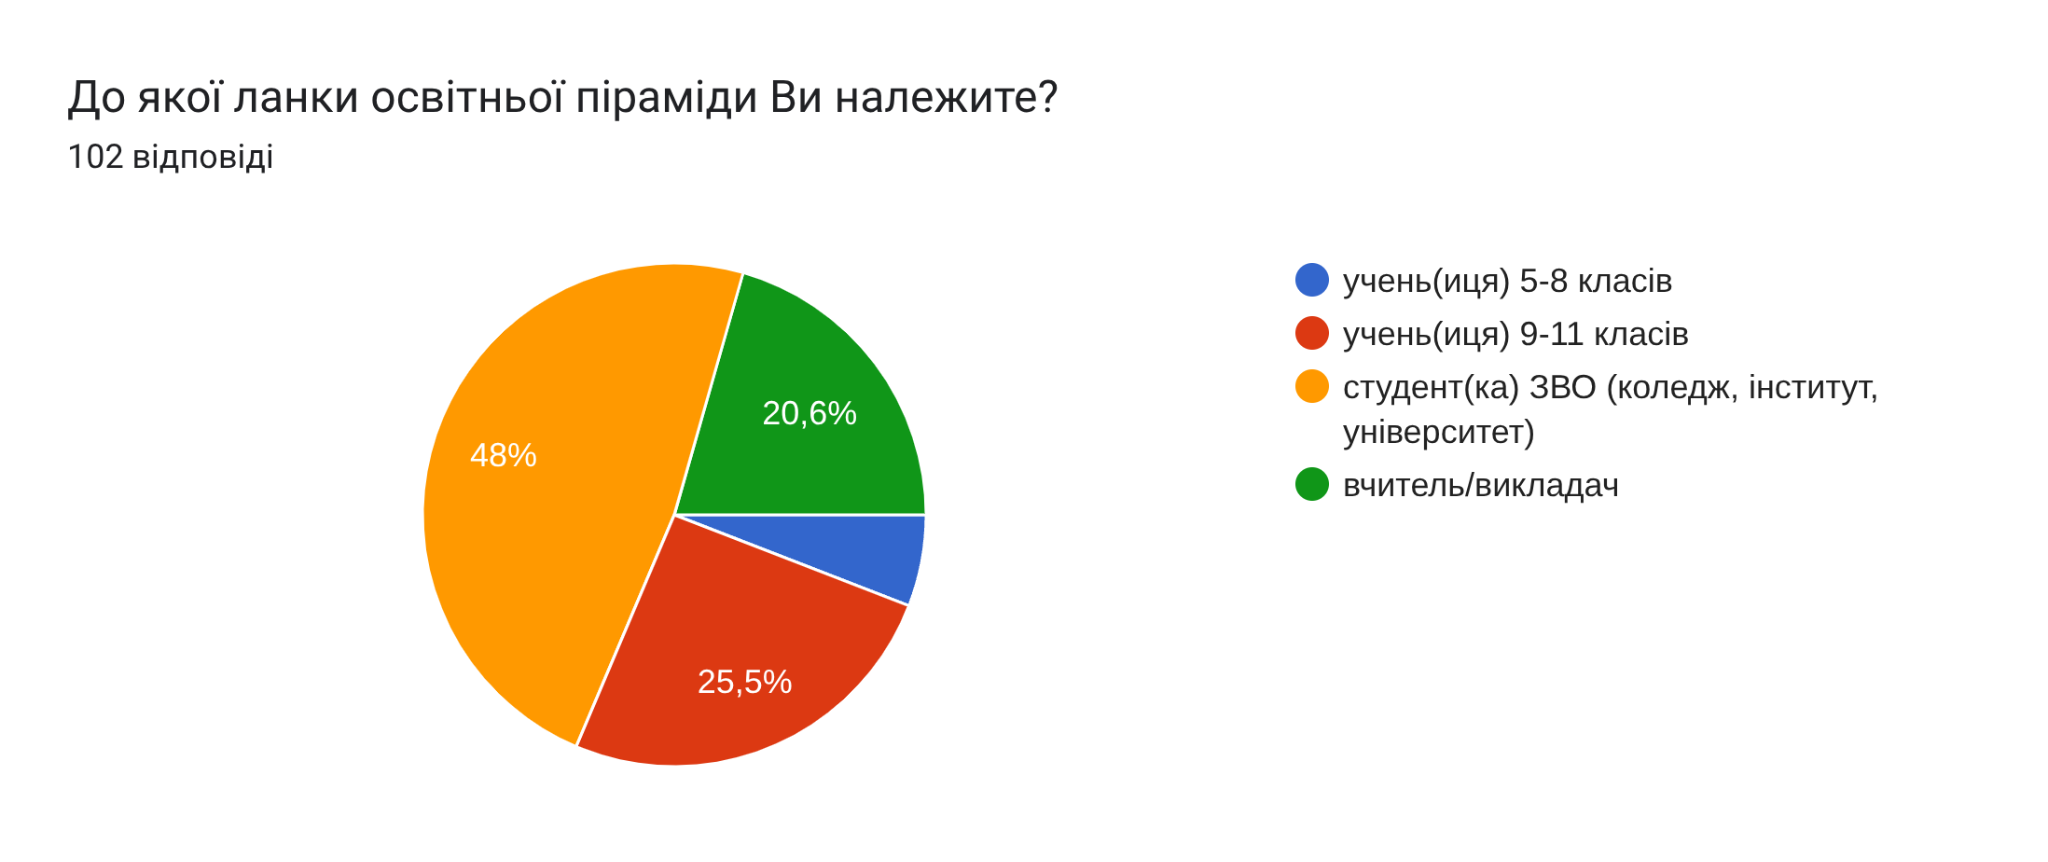 До якої ланки освітньої піраміди Ви належите?
102 відповіді
20,6%
48%
25,5%
учень(иця) 5-8 класів
учень(иця) 9-11 класів
студент(ка) ЗВО (коледж, інститут,
університет)
вчитель/викладач